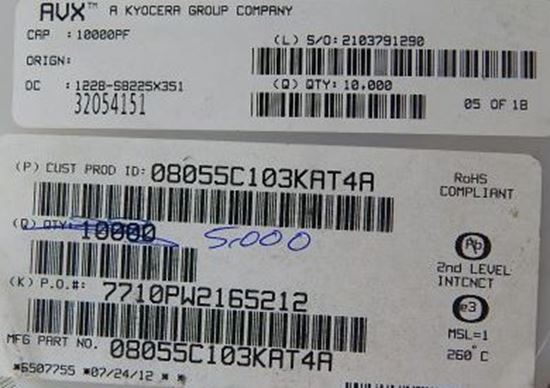 AVX™ A KYOCERA GROUP COMPANY
CAP :10000PF
(L) S/O:2103791290
ORIGN:
(Q) QTY:10.000
DC :1228-S8225X351
32054151
05 OF 18
(P) CUST PROD ID:08055C103KAT4A
RoHS
COMPLIANT
(Q) QTY:10000 5,000
Pb
2nd LEVEL
INTCNCT
(K) P.O.#: 7710PW2165212
e3
MSL=1
260°C
MFG PART NO. 08055C103KAT4A
*6507755 *07/24/12 * *